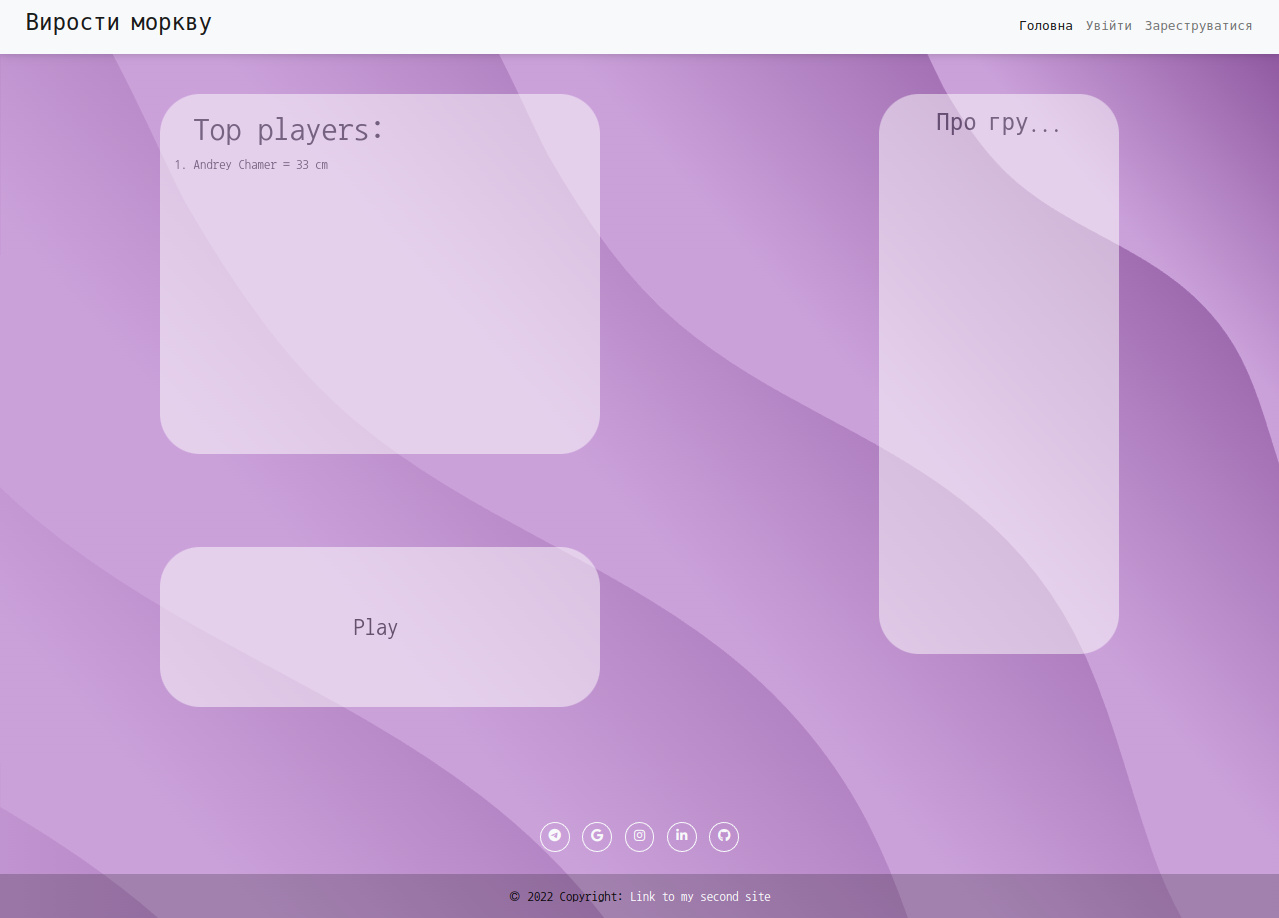 Вирости моркву
Головна Увійти Зареструватися
Top players:
1. Andrey Chamer = 33 cm
Про гру...
Play
© 2022 Copyright: Link to my second site